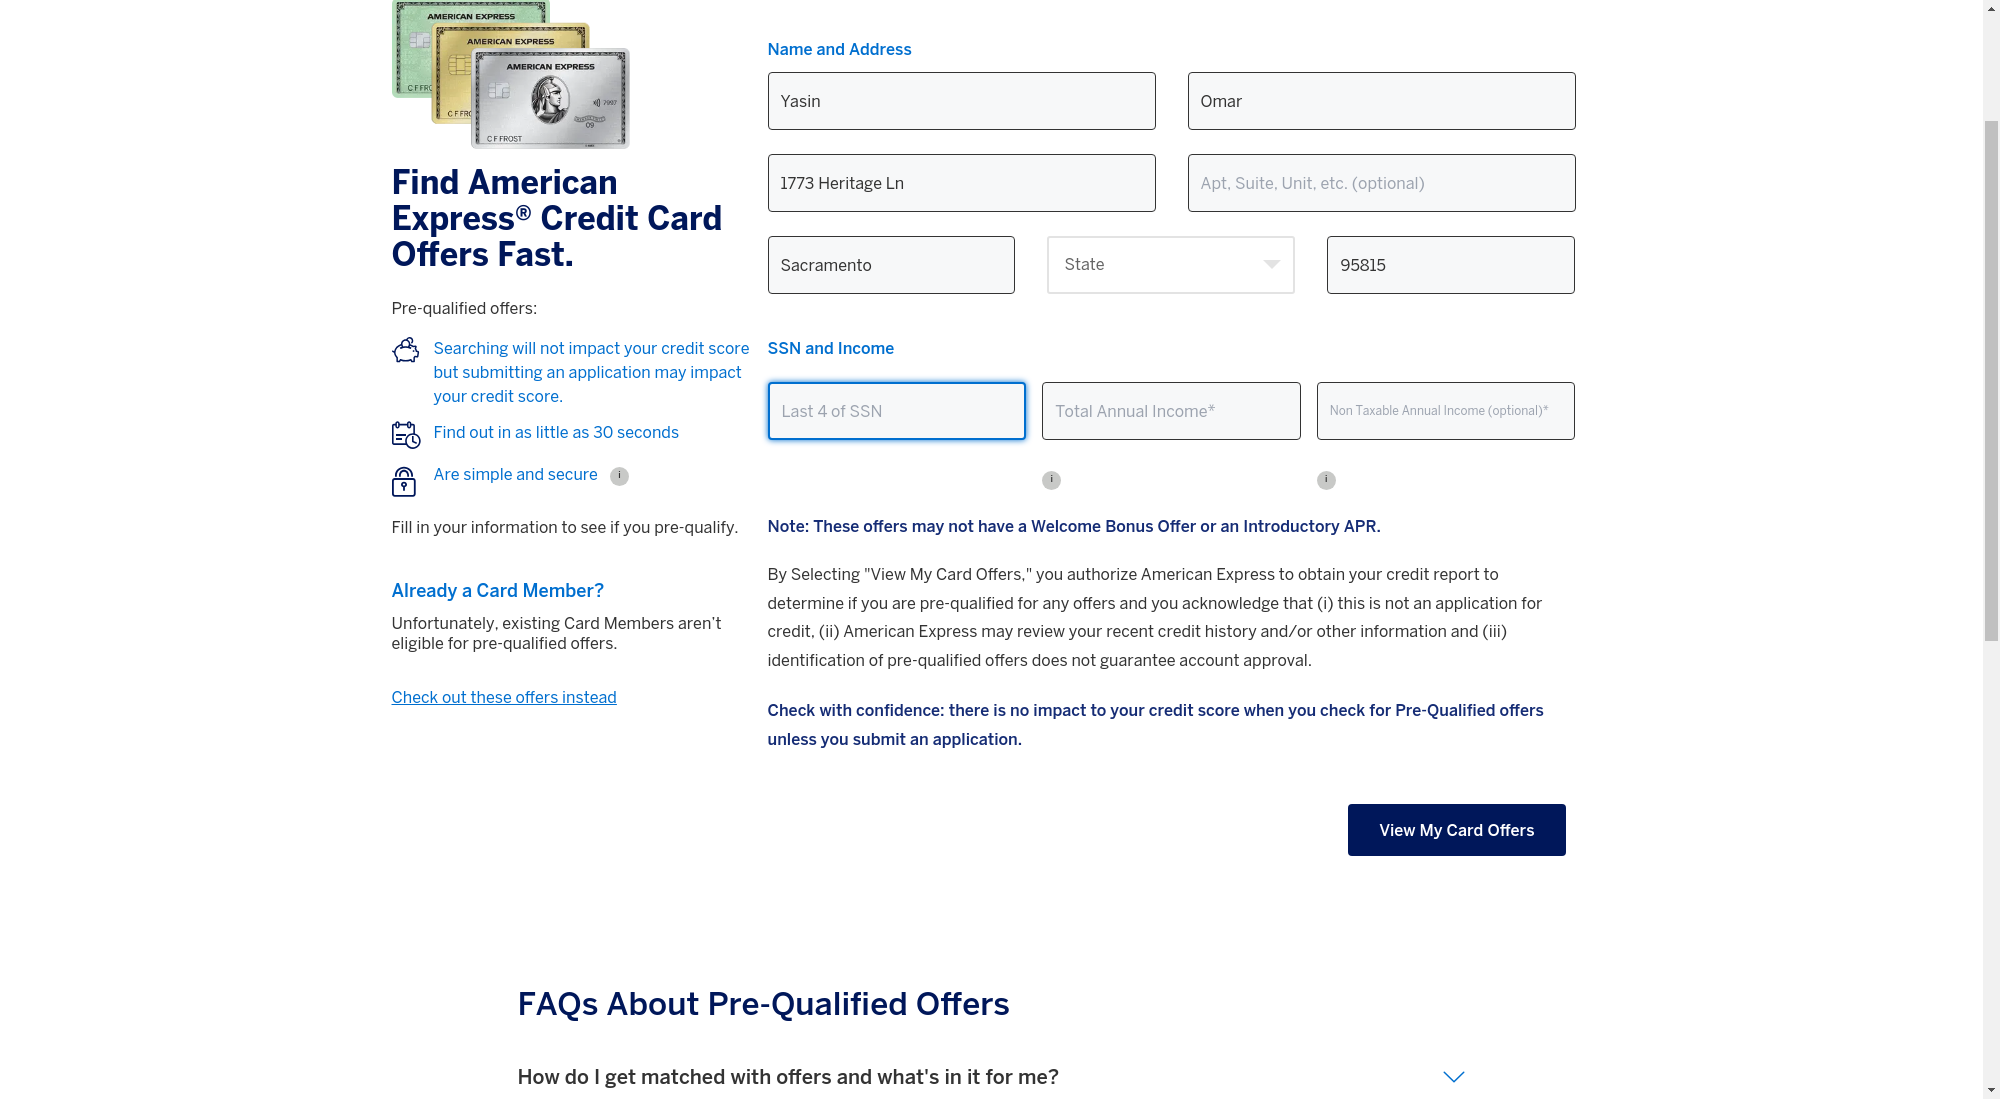 AMERICAN EXPRESS
AMERICAN EXPRESS
AMERICAN EXPRESS
C F FRO
C F FRO
7997
09
C F FROST
Find American
Express® Credit Card
Offers Fast.
Pre-qualified offers:
Searching will not impact your credit score
but submitting an application may impact
your credit score.
Find out in as little as 30 seconds
Are simple and secure i
Fill in your information to see if you pre-qualify.
Already a Card Member?
Unfortunately, existing Card Members aren't
eligible for pre-qualified offers.
Check out these offers instead
Name and Address
Yasin Omar
1773 Heritage Ln Apt, Suite, Unit, etc. (optional)
Sacramento State 95815
SSN and Income
Last 4 of SSN Total Annual Income* Non Taxable Annual Income (optional)*
i i
Note: These offers may not have a Welcome Bonus Offer or an Introductory APR.
By Selecting "View My Card Offers," you authorize American Express to obtain your credit report to
determine if you are pre-qualified for any offers and you acknowledge that (i) this is not an application for
credit, (ii) American Express may review your recent credit history and/or other information and (iii)
identification of pre-qualified offers does not guarantee account approval.
Check with confidence: there is no impact to your credit score when you check for Pre-Qualified offers
unless you submit an application.
View My Card Offers
FAQs About Pre-Qualified Offers
How do I get matched with offers and what's in it for me?